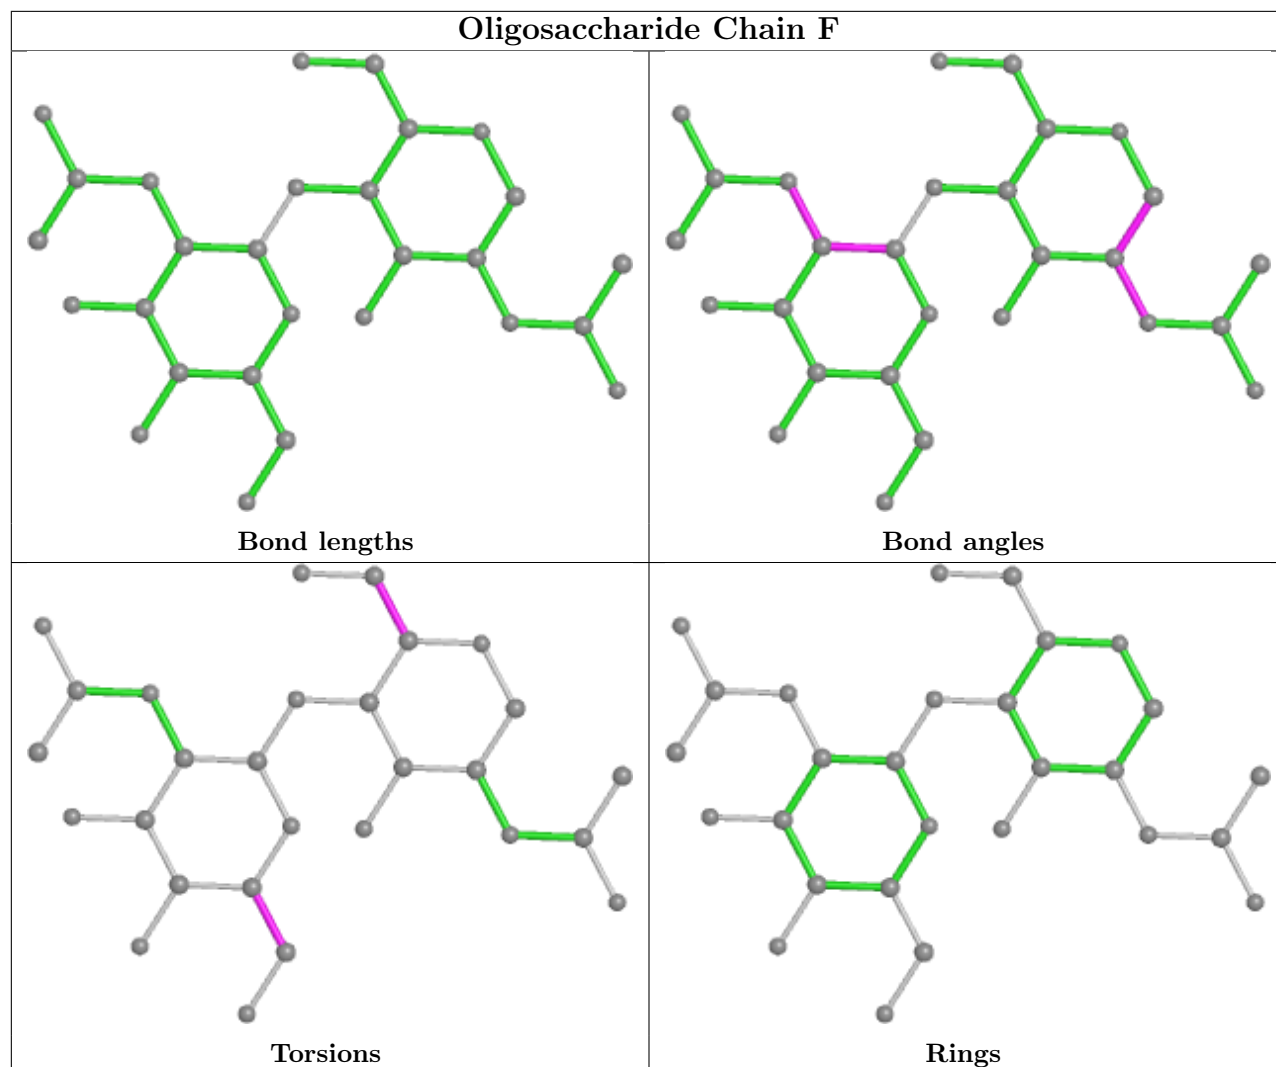 Oligosaccharide Chain F
Bond lengths
Bond angles
Torsions
Rings